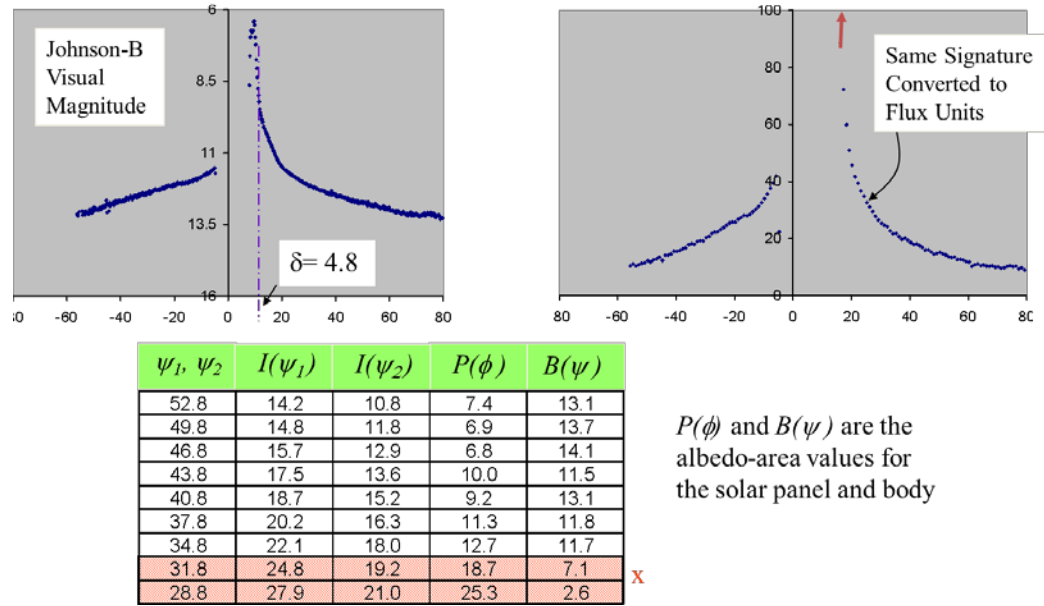 6
8.5
11
13.5
16
-80
-60
-40
-20
0
20
40
60
80
Johnson-B
Visual
Magnitude
δ= 4.8
100
80
60
40
20
0
-80
-60
-40
-20
0
20
40
60
80
Same Signature
Converted to
Flux Units
ψ1, ψ2 I(ψ1) I(ψ2) P(ϕ) B(ψ)
52.8 14.2 10.8 7.4 13.1
49.8 14.8 11.8 6.9 13.7
46.8 15.7 12.9 6.8 14.1
43.8 17.5 13.6 10.0 11.5
40.8 18.7 15.2 9.2 13.1
37.8 20.2 16.3 11.3 11.8
34.8 22.1 18.0 12.7 11.7
31.8 24.8 19.2 18.7 7.1
28.8 27.9 21.0 25.3 2.6
x
P(ϕ) and B(ψ) are the
albedo-area values for
the solar panel and body